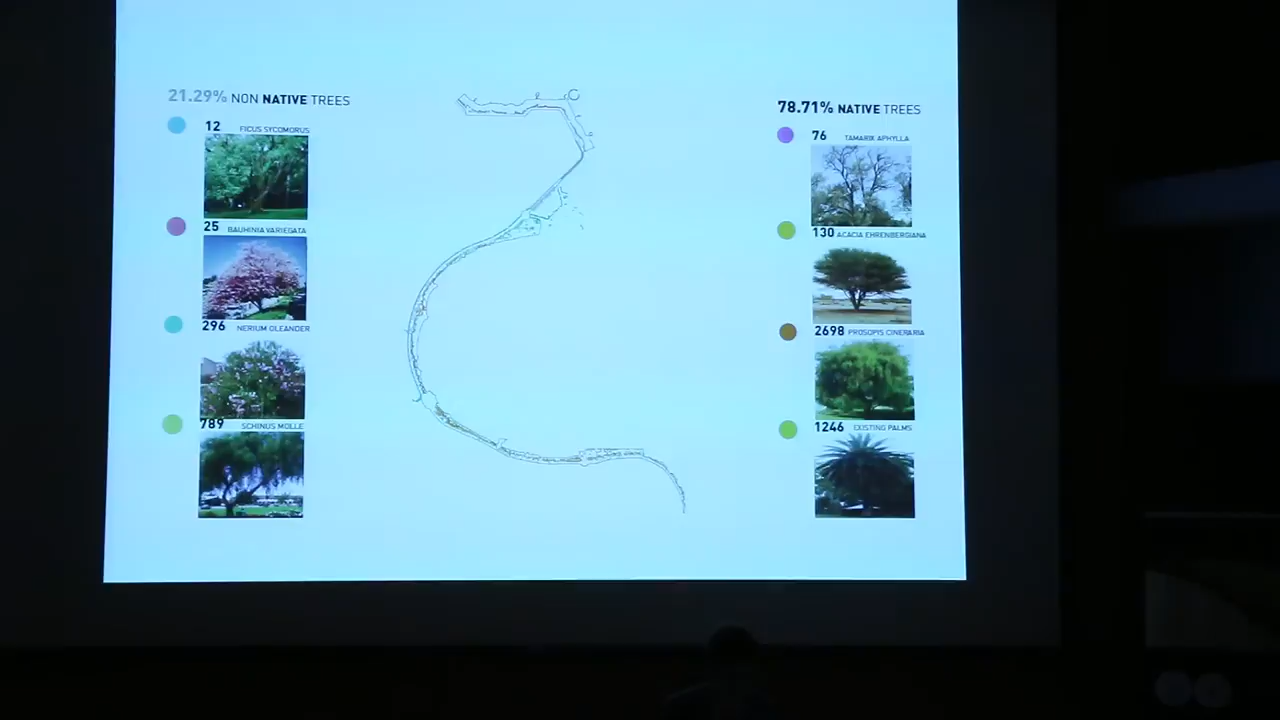 21.29% NON NATIVE TREES
12 FICUS SYCOMORUS
25 BAUHINIA VARIEGATA
296 NERIUM OLEANDER
789 SCHINUS MOLLE
78.71% NATIVE TREES
76 TAMARIX APHYLLA
130 ACACIA EHRENBERGIANA
2698 PROSOPIS CINERARIA
1246 EXISTING PALMS